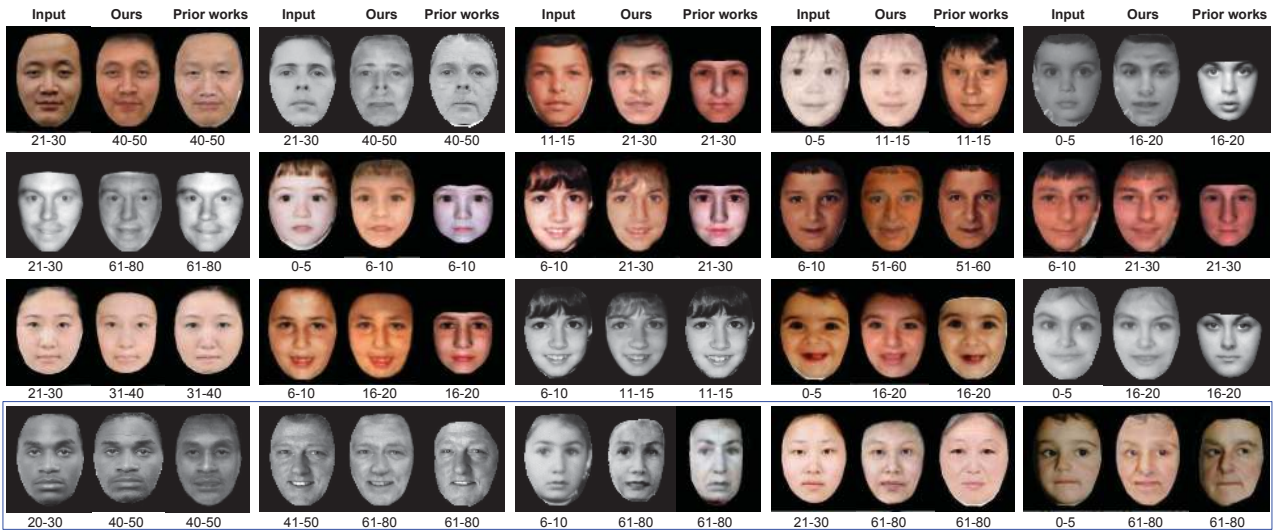 Input Ours Prior works Input Ours Prior works Input Ours Prior works Input Ours Prior works Input Ours Prior works
21-30 40-50 40-50 21-30 40-50 40-50 11-15 21-30 21-30 0-5 11-15 11-15 0-5 16-20 16-20
21-30 61-80 61-80 0-5 6-10 6-10 6-10 21-30 21-30 6-10 51-60 51-60 6-10 21-30 21-30
21-30 31-40 31-40 6-10 16-20 16-20 6-10 11-15 11-15 0-5 16-20 16-20 0-5 16-20 16-20
20-30 40-50 40-50 41-50 61-80 61-80 6-10 61-80 61-80 21-30 61-80 61-80 0-5 61-80 61-80